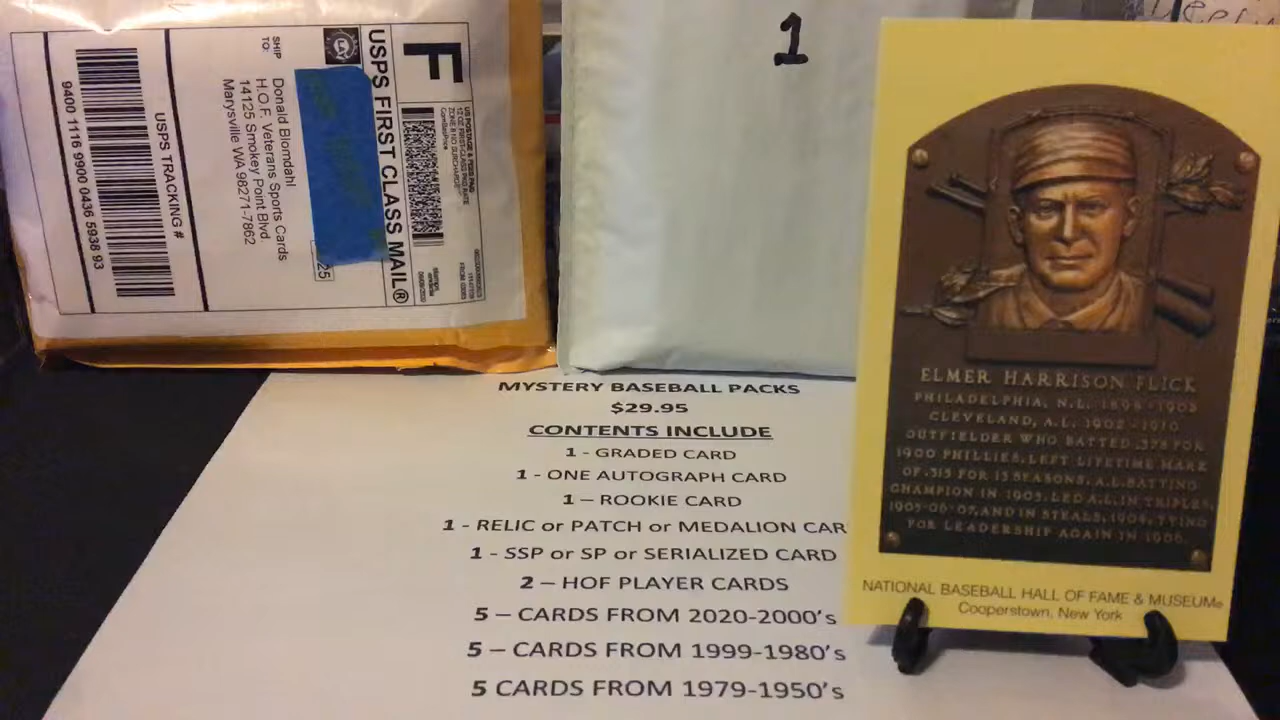 F
USPS FIRST CLASS MAIL®
25
SHIP
TO:
Donald Blomdahl
H.O.F. Veterans Sports Cards
14125 Smokey Point Blvd.
Marysville WA 98271-7862
USPS TRACKING #
9400 1116 9900 0436 5938 93
1
MYSTERY BASEBALL PACKS
$29.95
CONTENTS INCLUDE
1 - GRADED CARD
1 - ONE AUTOGRAPH CARD
1 – ROOKIE CARD
1 - RELIC or PATCH or MEDALION CAR
1 - SSP or SP or SERIALIZED CARD
2 – HOF PLAYER CARDS
5 – CARDS FROM 2020-2000's
5 – CARDS FROM 1999-1980's
5 CARDS FROM 1979-1950's
ELMER HARRISON FLICK
PHILADELPHIA, N.L. 1898-1902
CLEVELAND, A.L. 1902-1910
OUTFIELDER WHO BATTED .378 FOR
1900 PHILLIES. LEFT LIFETIME MARK
OF .315 FOR 13 SEASONS. A.L. BATTING
CHAMPION IN 1905. LED A.L. IN TRIPLES,
1905-06-07, AND IN STEALS, 1904, TYING
FOR LEADERSHIP AGAIN IN 1906.
NATIONAL BASEBALL HALL OF FAME & MUSEUM®
Cooperstown, New York